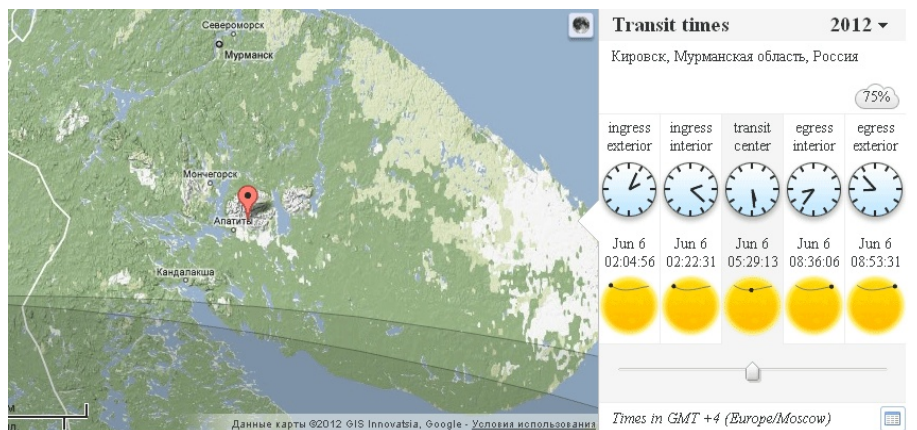 Североморск
Мурманск
Мончегорск
Апатиты
Кандалакша
Данные карты ©2012 GIS Innovatsia, Google - Условия использования
Transit times 2012
Кировск, Мурманская область, Россия
75%
ingress exterior
ingress interior
transit center
egress interior
egress exterior
Jun 6 02:04:56
Jun 6 02:22:31
Jun 6 05:29:13
Jun 6 08:36:06
Jun 6 08:53:31
Times in GMT +4 (Europe/Moscow)